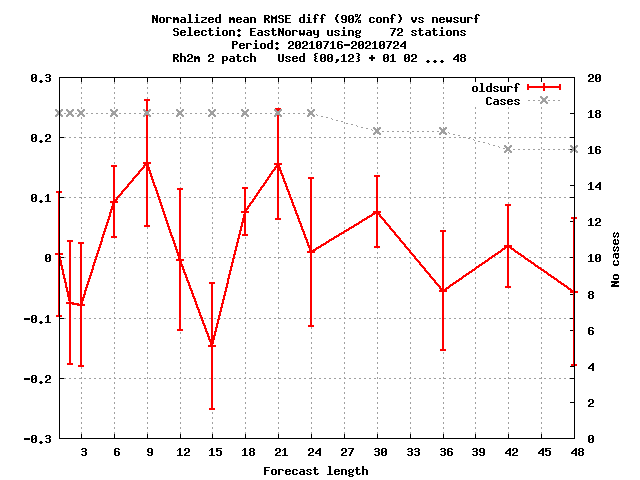 Normalized mean RMSE diff (90% conf) vs newsurf
Selection: EastNorway using    72 stations
Period: 20210716-20210724
Rh2m 2 patch   Used {00,12} + 01 02 ... 48
oldsurf
Cases
0.3
0.2
0.1
0
-0.1
-0.2
-0.3
20
18
16
14
12
10
8
6
4
2
0
No cases
3 6 9 12 15 18 21 24 27 30 33 36 39 42 45 48
Forecast length